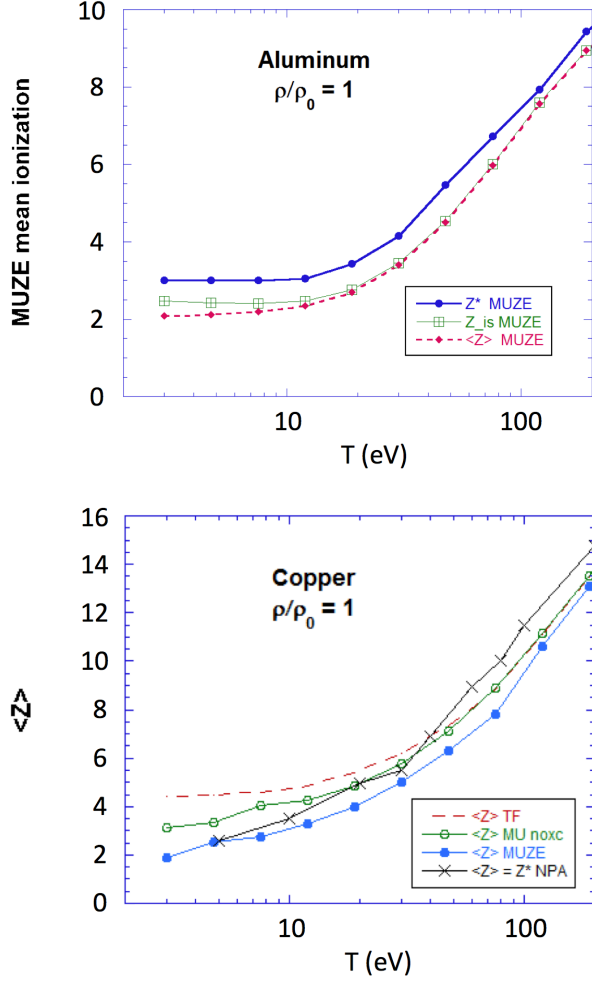 10
8
6
4
2
0
MUZE mean ionization
Aluminum
ρ/ρ₀ = 1
Z* MUZE
Z_is MUZE
<Z> MUZE
10
100
T (eV)
16
14
12
10
8
6
4
2
0
<Z>
Copper
ρ/ρ₀ = 1
<Z> TF
<Z> MU noxc
<Z> MUZE
<Z> = Z* NPA
10
100
T (eV)